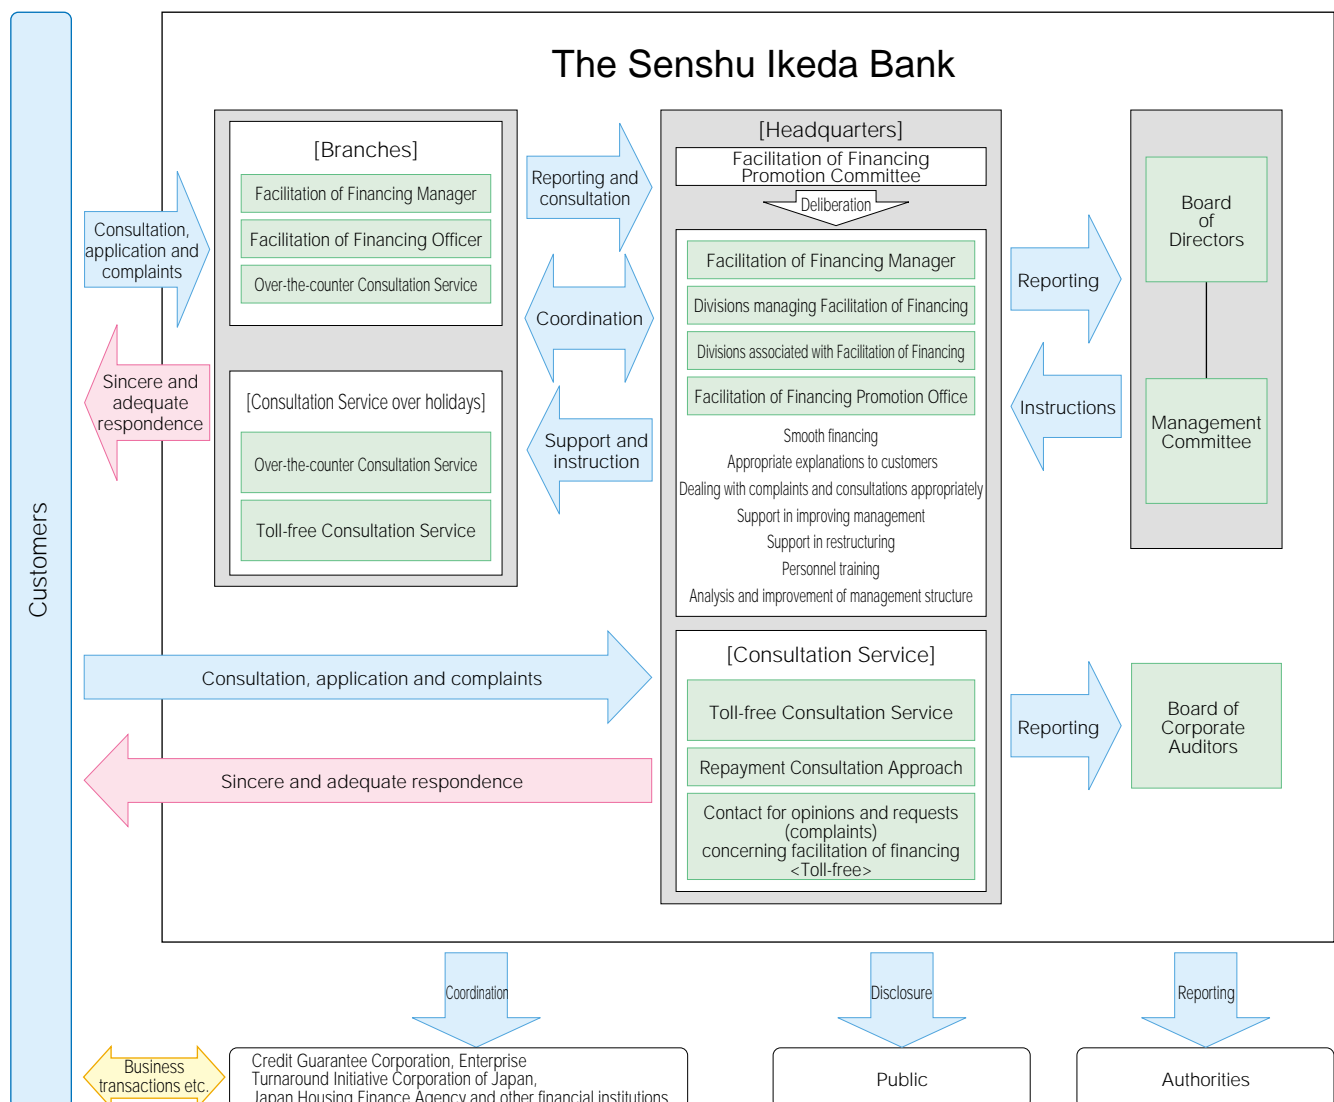 The Senshu Ikeda Bank
Customers
Consultation,
application and
complaints
Sincere and
adequate
respondence
[Branches]
Facilitation of Financing Manager
Facilitation of Financing Officer
Over-the-counter Consultation Service
[Consultation Service over holidays]
Over-the-counter Consultation Service
Toll-free Consultation Service
Reporting and
consultation
Coordination
Support and
instruction
[Headquarters]
Facilitation of Financing
Promotion Committee
Deliberation
Facilitation of Financing Manager
Divisions managing Facilitation of Financing
Divisions associated with Facilitation of Financing
Facilitation of Financing Promotion Office
Smooth financing
Appropriate explanations to customers
Dealing with complaints and consultations appropriately
Support in improving management
Support in restructuring
Personnel training
Analysis and improvement of management structure
Reporting
Instructions
Board
of
Directors
Management
Committee
Consultation, application and complaints
Sincere and adequate respondence
[Consultation Service]
Toll-free Consultation Service
Repayment Consultation Approach
Contact for opinions and requests
(complaints)
concerning facilitation of financing
<Toll-free>
Reporting
Board of
Corporate
Auditors
Coordination
Disclosure
Reporting
Business
transactions etc.
Credit Guarantee Corporation, Enterprise
Turnaround Initiative Corporation of Japan,
Japan Housing Finance Agency and other financial institutions
Public
Authorities